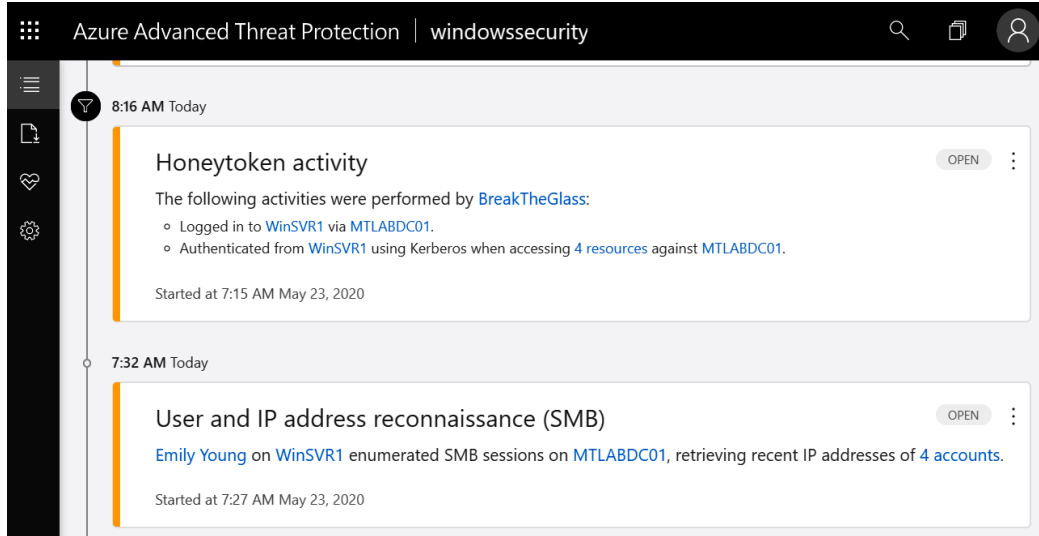 Azure Advanced Threat Protection | windowssecurity
8:16 AM Today
Honeytoken activity
OPEN
The following activities were performed by BreakTheGlass:
Logged in to WinSVR1 via MTLABDC01.
Authenticated from WinSVR1 using Kerberos when accessing 4 resources against MTLABDC01.
Started at 7:15 AM May 23, 2020
7:32 AM Today
User and IP address reconnaissance (SMB)
OPEN
Emily Young on WinSVR1 enumerated SMB sessions on MTLABDC01, retrieving recent IP addresses of 4 accounts.
Started at 7:27 AM May 23, 2020